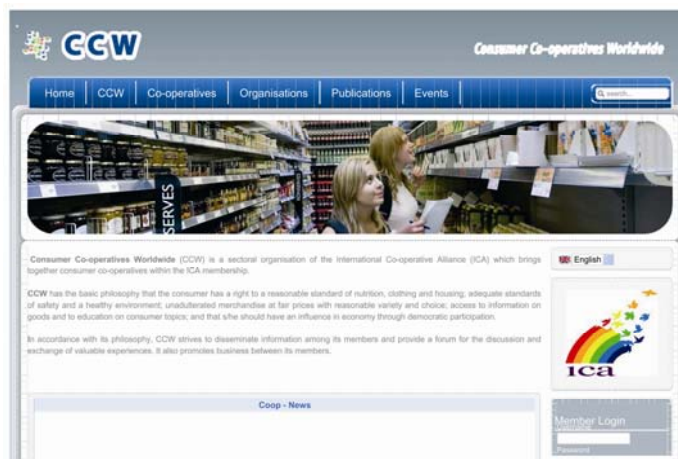 CCW
Consumer Co-operatives Worldwide
Home CCW Co-operatives Organisations Publications Events
search...
SERVES
Consumer Co-operatives Worldwide (CCW) is a sectoral organisation of the International Co-operative Alliance (ICA) which brings
together consumer co-operatives within the ICA membership.
English
CCW has the basic philosophy that the consumer has a right to a reasonable standard of nutrition, clothing and housing; adequate standards
of safety and a healthy environment; unadulterated merchandise at fair prices with reasonable variety and choice; access to information on
goods and to education on consumer topics; and that s/he should have an influence in economy through democratic participation.
In accordance with its philosophy, CCW strives to disseminate information among its members and provide a forum for the discussion and
exchange of valuable experiences. It also promotes business between its members.
ica
Coop - News
Member Login
Username
Password